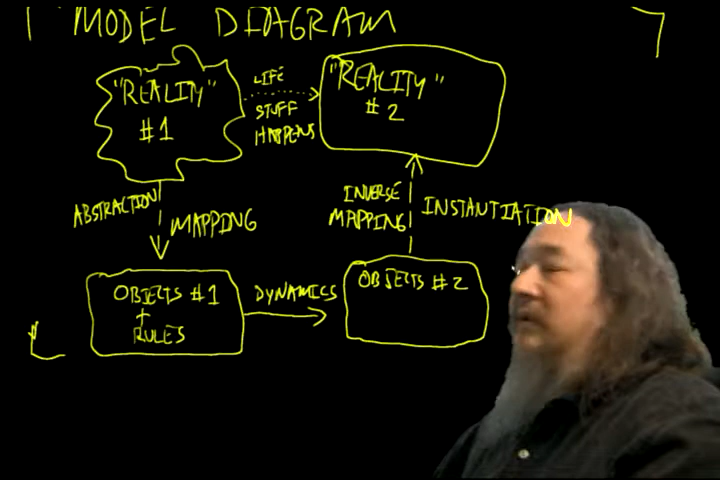 MODEL DIAGRAM
"REALITY"
#1
LIFE
STUFF
HAPPENS
"REALITY"
#2
ABSTRACTION
MAPPING
INVERSE
MAPPING
INSTANTIATION
OBJECTS #1
+
RULES
DYNAMICS
OBJECTS #2